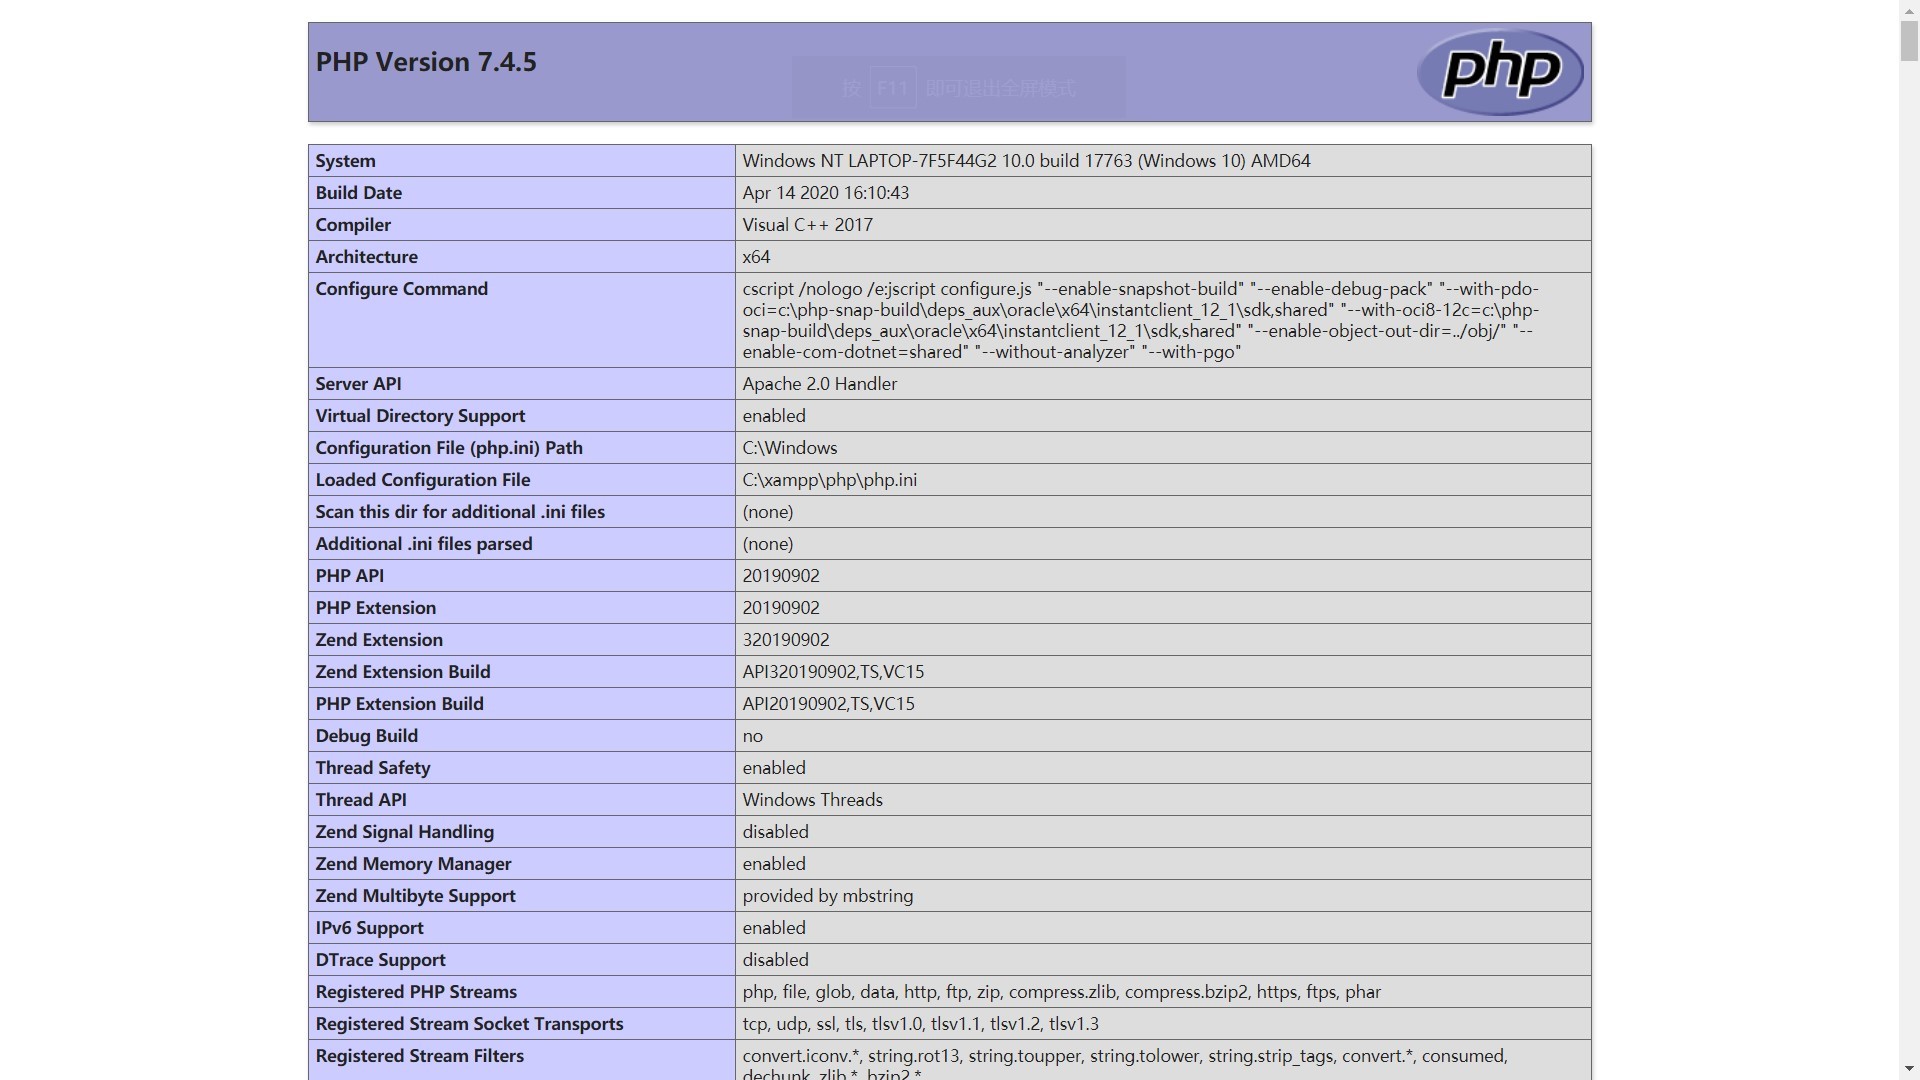 PHP Version 7.4.5
php
按 F11 即可退出全屏模式
System Windows NT LAPTOP-7F5F44G2 10.0 build 17763 (Windows 10) AMD64
Build Date Apr 14 2020 16:10:43
Compiler Visual C++ 2017
Architecture x64
Configure Command cscript /nologo /e:jscript configure.js "--enable-snapshot-build" "--enable-debug-pack" "--with-pdo-
oci=c:\php-snap-build\deps_aux\oracle\x64\instantclient_12_1\sdk,shared" "--with-oci8-12c=c:\php-
snap-build\deps_aux\oracle\x64\instantclient_12_1\sdk,shared" "--enable-object-out-dir=../obj/" "--
enable-com-dotnet=shared" "--without-analyzer" "--with-pgo"
Server API Apache 2.0 Handler
Virtual Directory Support enabled
Configuration File (php.ini) Path C:\Windows
Loaded Configuration File C:\xampp\php\php.ini
Scan this dir for additional .ini files (none)
Additional .ini files parsed (none)
PHP API 20190902
PHP Extension 20190902
Zend Extension 320190902
Zend Extension Build API320190902,TS,VC15
PHP Extension Build API20190902,TS,VC15
Debug Build no
Thread Safety enabled
Thread API Windows Threads
Zend Signal Handling disabled
Zend Memory Manager enabled
Zend Multibyte Support provided by mbstring
IPv6 Support enabled
DTrace Support disabled
Registered PHP Streams php, file, glob, data, http, ftp, zip, compress.zlib, compress.bzip2, https, ftps, phar
Registered Stream Socket Transports tcp, udp, ssl, tls, tlsv1.0, tlsv1.1, tlsv1.2, tlsv1.3
Registered Stream Filters convert.iconv.*, string.rot13, string.toupper, string.tolower, string.strip_tags, convert.*, consumed,
dechunk, zlib.*, bzip2.*